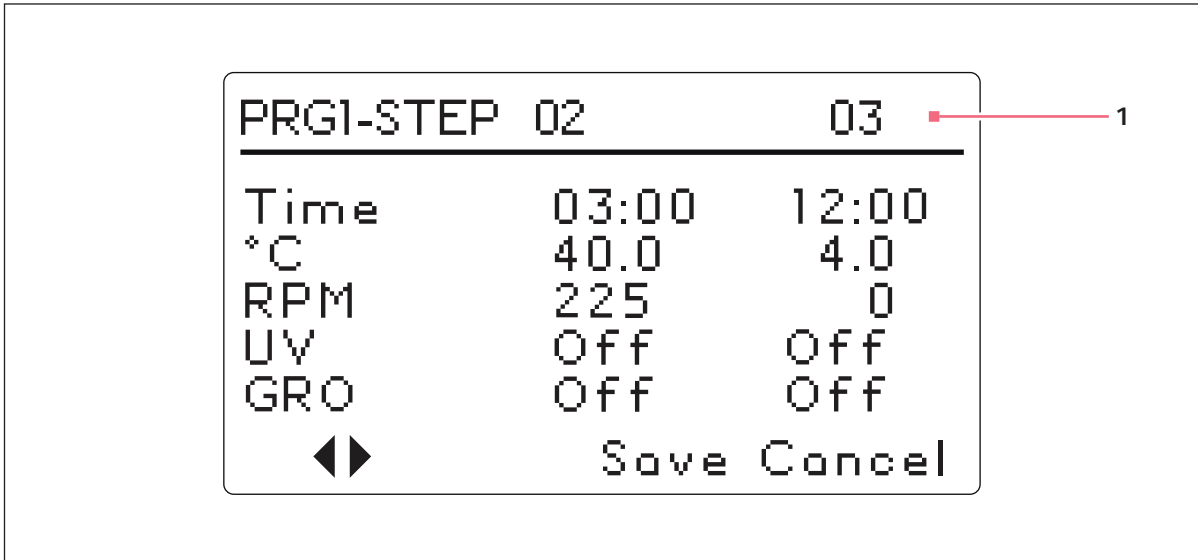 PRG1-STEP 02 03 1
Time 03:00 12:00
°C 40.0 4.0
RPM 225 0
UV Off Off
GRO Off Off
Save Cancel